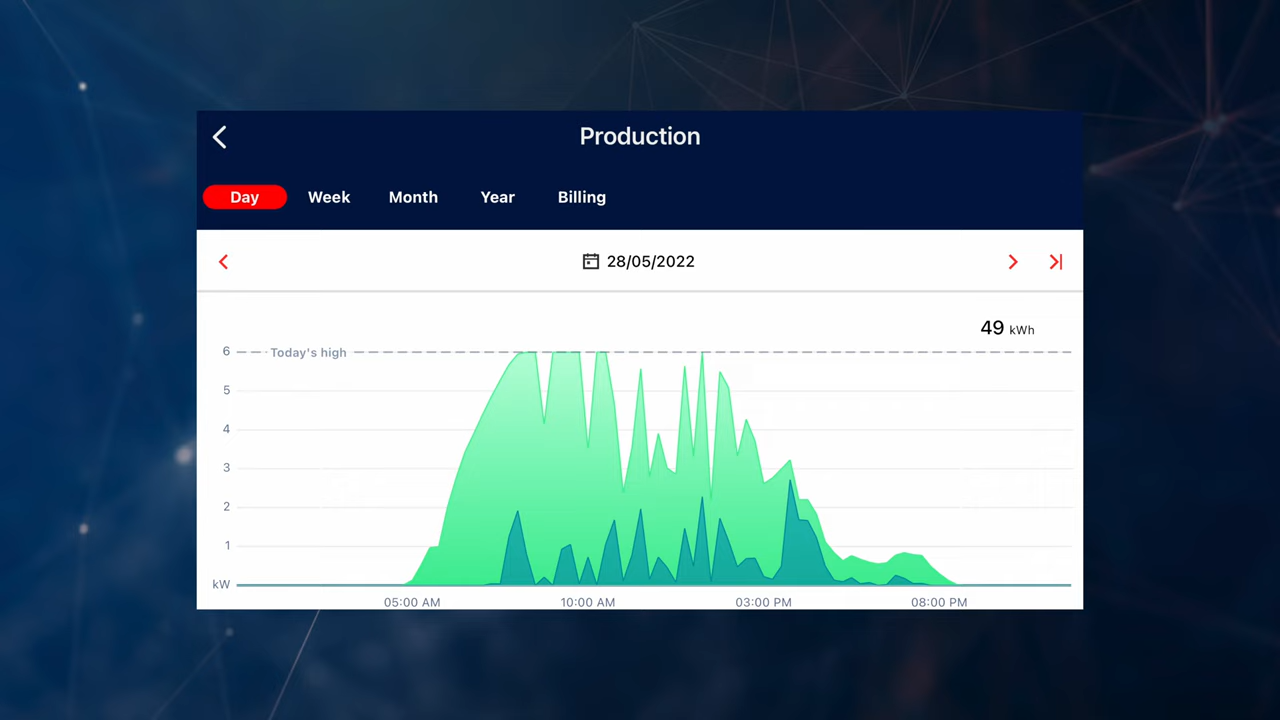 Production
Day Week Month Year Billing
28/05/2022
49 kWh
6 Today's high
5
4
3
2
1
kW
05:00 AM 10:00 AM 03:00 PM 08:00 PM